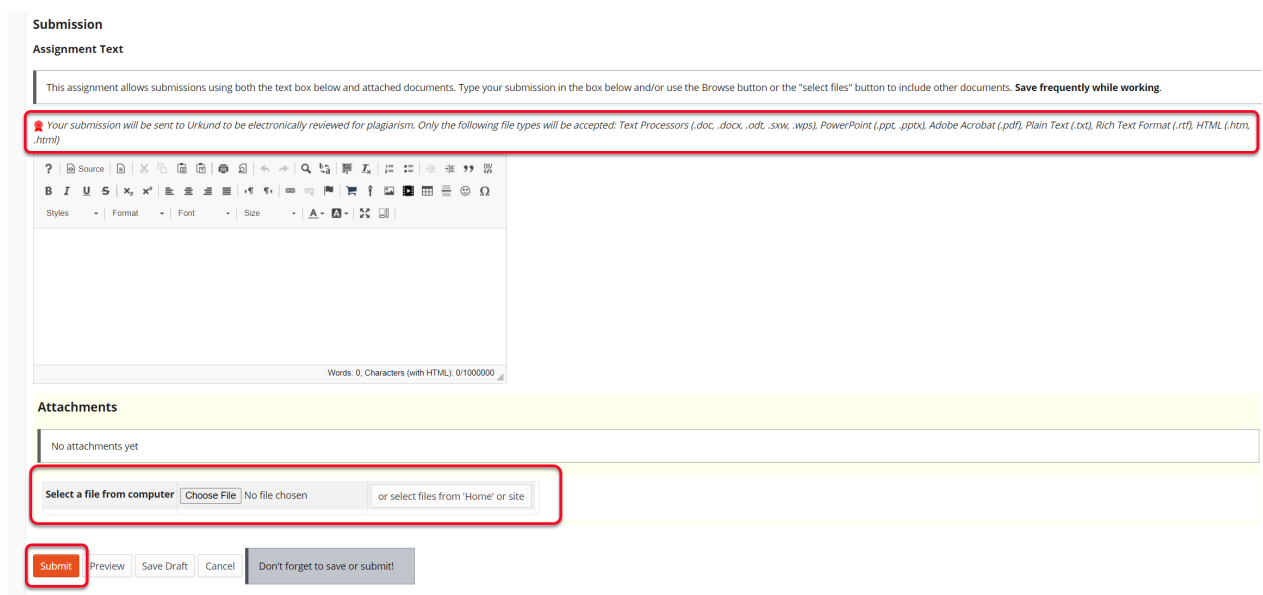 Submission
Assignment Text
This assignment allows submissions using both the text box below and attached documents. Type your submission in the box below and/or use the Browse button or the "select files" button to include other documents. Save frequently while working.
Your submission will be sent to Urkund to be electronically reviewed for plagiarism. Only the following file types will be accepted: Text Processors (.doc, .docx, .odt, .sxw, .wps), PowerPoint (.ppt, .pptx), Adobe Acrobat (.pdf), Plain Text (.txt), Rich Text Format (.rtf), HTML (.htm,
.html)
? Source
B I U S x₂ x² Ω
Styles Format Font Size A A
Words: 0, Characters (with HTML): 0/1000000
Attachments
No attachments yet
Select a file from computer Choose File No file chosen or select files from 'Home' or site
Submit Preview Save Draft Cancel Don't forget to save or submit!